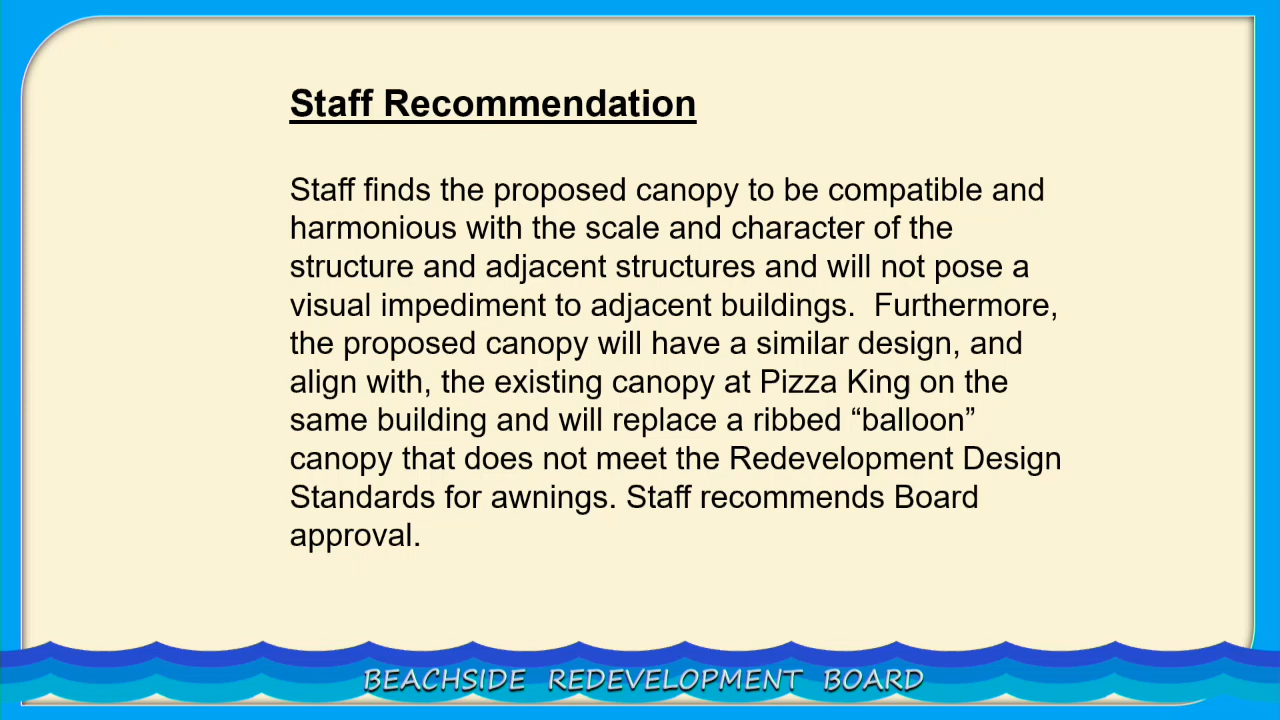 Staff Recommendation
Staff finds the proposed canopy to be compatible and
harmonious with the scale and character of the
structure and adjacent structures and will not pose a
visual impediment to adjacent buildings.  Furthermore,
the proposed canopy will have a similar design, and
align with, the existing canopy at Pizza King on the
same building and will replace a ribbed “balloon”
canopy that does not meet the Redevelopment Design
Standards for awnings. Staff recommends Board
approval.
BEACHSIDE REDEVELOPMENT BOARD